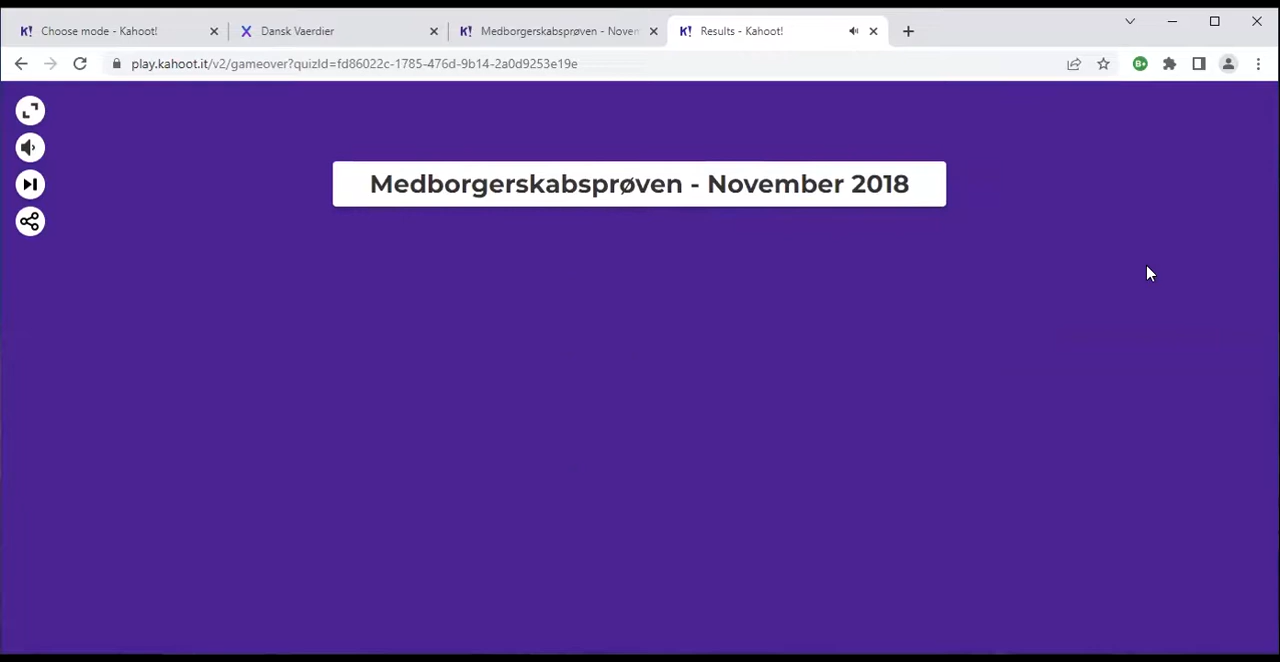 K! Choose mode - Kahoot!
Dansk Vaerdier
K! Medborgerskabsprøven - Novem
K! Results - Kahoot!
play.kahoot.it/v2/gameover?quizId=fd86022c-1785-476d-9b14-2a0d9253e19e
B+
Medborgerskabsprøven - November 2018